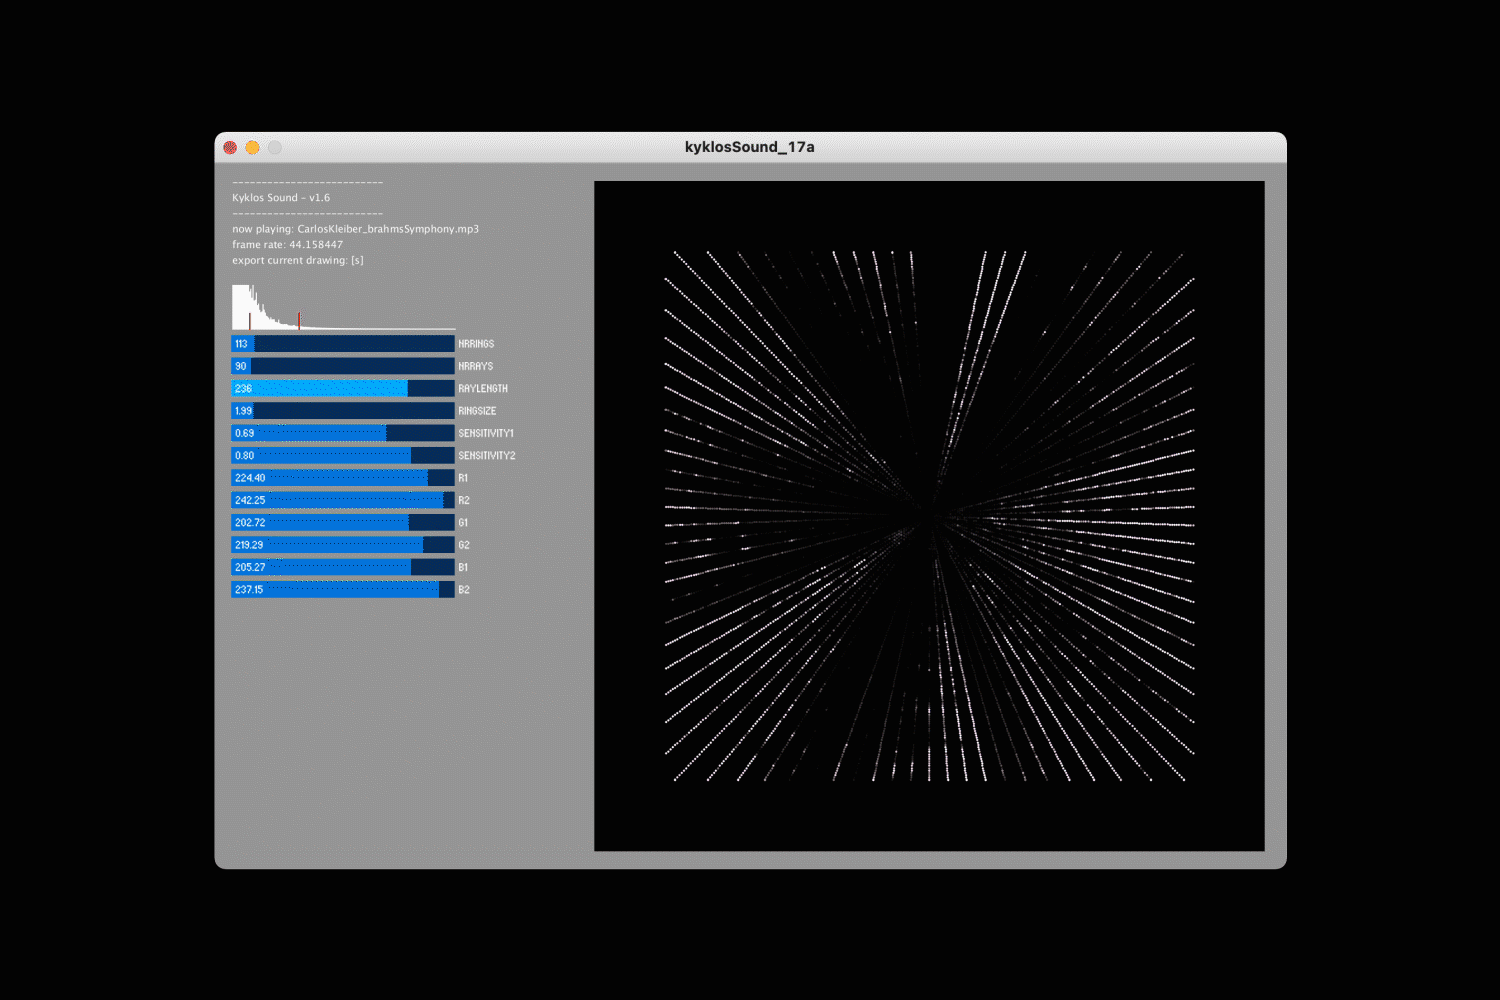 kyklosSound_17a
--------------------------
Kyklos Sound - v1.6
--------------------------
now playing: CarlosKleiber_brahmsSymphony.mp3
frame rate: 44.158447
export current drawing: [s]
113 NRRINGS
90 NRRAYS
236 RAYLENGTH
1.99 RINGSIZE
0.69 SENSITIVITY1
0.80 SENSITIVITY2
224.40 R1
242.25 R2
202.72 G1
219.29 G2
205.27 B1
237.15 B2